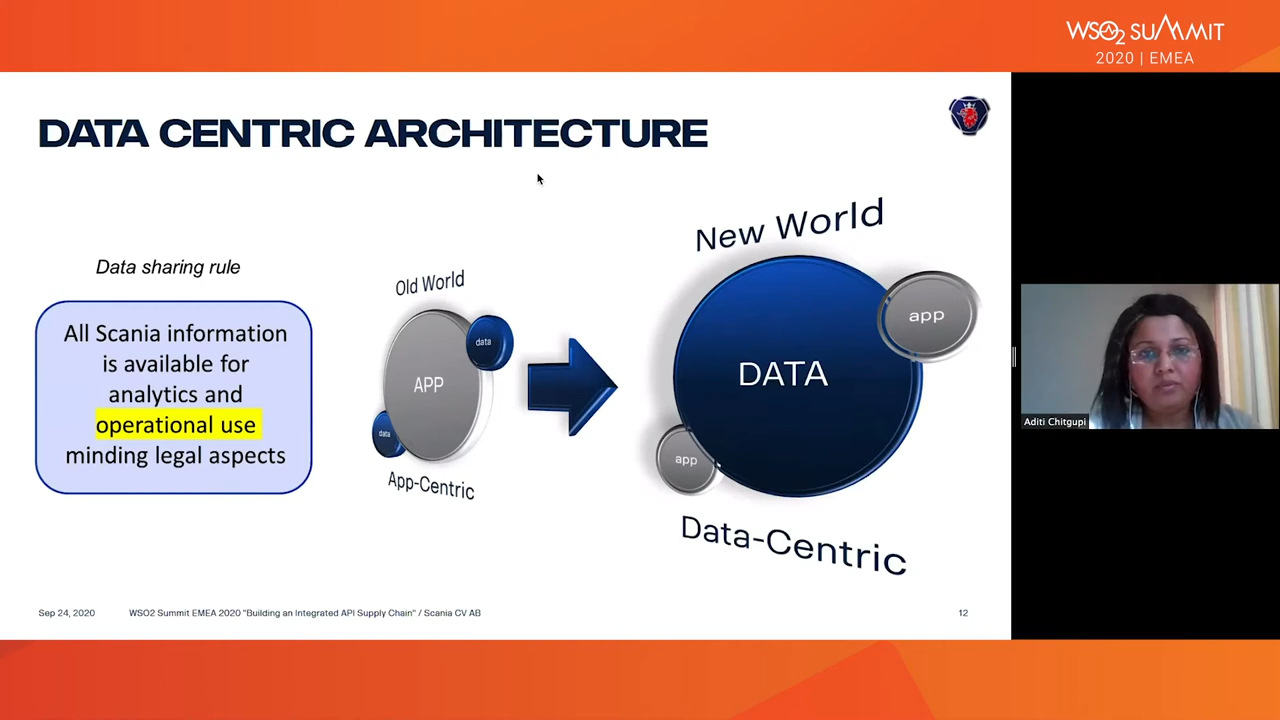 WSO2 SUMMIT
2020 | EMEA
DATA CENTRIC ARCHITECTURE
Data sharing rule
All Scania information
is available for
analytics and
operational use
minding legal aspects
Old World
data
APP
data
App-Centric
New World
app
DATA
app
Data-Centric
Aditi Chitgupi
Sep 24, 2020
WSO2 Summit EMEA 2020 "Building an Integrated API Supply Chain" / Scania CV AB
12